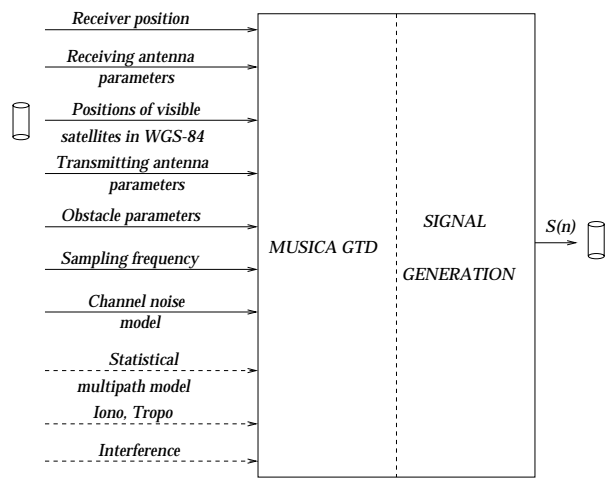 Receiver position
Receiving antenna
parameters
Positions of visible
satellites in WGS-84
Transmitting antenna
parameters
Obstacle parameters
Sampling frequency
Channel noise
model
Statistical
multipath model
Iono, Tropo
Interference
MUSICA GTD
SIGNAL
GENERATION
S(n)